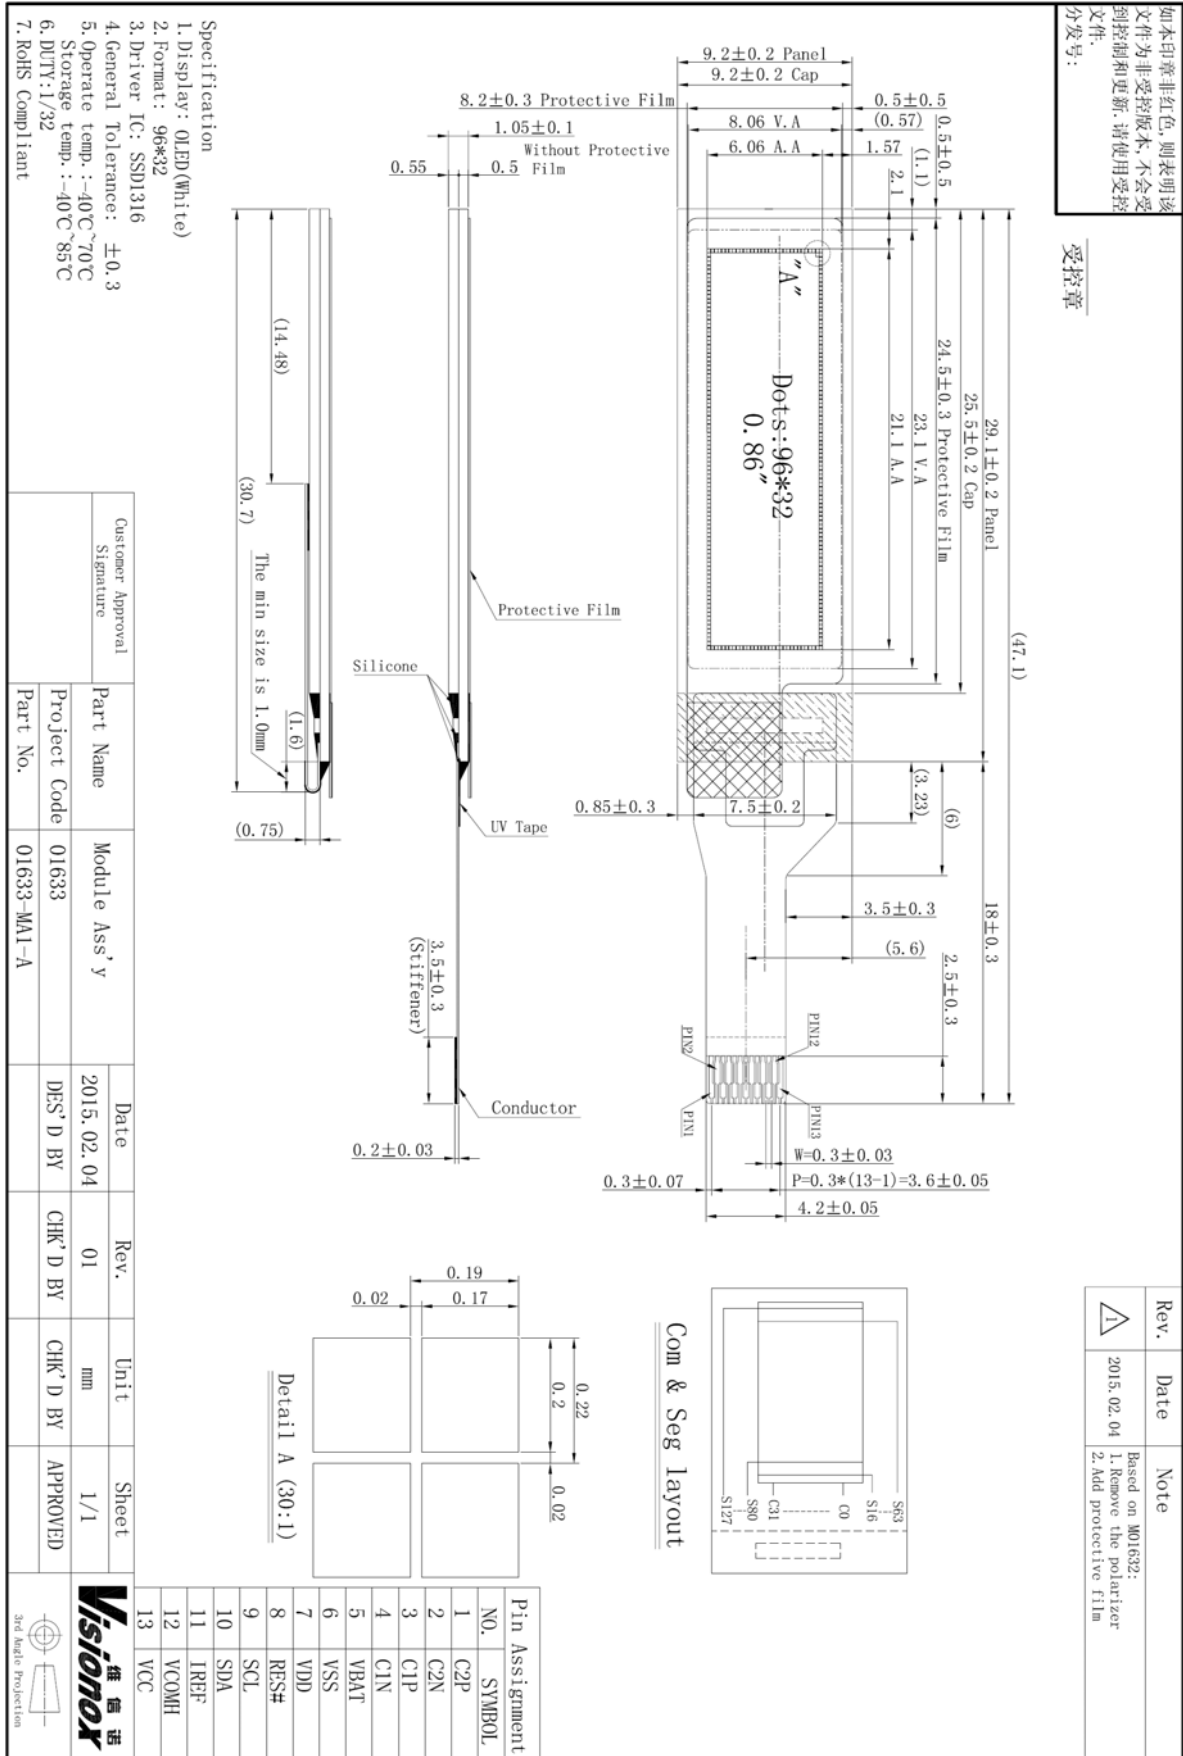 如本印章非红色,则表明该
文件为非受控版本,不会受
到控制和更新.请使用受控
文件.
分发号:
受控章
Rev. Date Note
1 2015.02.04 Based on M01632:
1. Remove the polarizer
2. Add protective film
(47.1)
29.1±0.2 Panel
18±0.3
25.5±0.2 Cap
24.5±0.3 Protective Film
23.1 V.A
21.1 A.A
0.5±0.5
(1.1)
2.1
9.2±0.2 Panel
9.2±0.2 Cap
8.2±0.3 Protective Film
0.5±0.5
8.06 V.A
(0.57)
6.06 A.A
1.57
"A"
Dots:96*32
0.86"
(3.23)
(6)
2.5±0.3
0.85±0.3
7.5±0.2
3.5±0.3
(5.6)
PIN12
PIN2
PIN13
PIN1
W=0.3±0.03
0.3±0.07
P=0.3*(13-1)=3.6±0.05
4.2±0.05
1.05±0.1
Without Protective
Film
0.55
0.5
Protective Film
Silicone
UV Tape
3.5±0.3
(Stiffener)
Conductor
0.2±0.03
(14.48)
(30.7)
The min size is 1.0mm
(1.6)
(0.75)
S63
S16
C0
C31
S80
S127
Com & Seg layout
0.19
0.02
0.17
0.22
0.2
0.02
Detail A (30:1)
Specification
1. Display: OLED(White)
2. Format: 96*32
3. Driver IC: SSD1316
4. General Tolerance: ±0.3
5. Operate temp.:-40℃~70℃
Storage temp.:-40℃~85℃
6. DUTY:1/32
7. RoHS Compliant
Pin Assignment
NO. SYMBOL
1 C2P
2 C2N
3 C1P
4 C1N
5 VBAT
6 VSS
7 VDD
8 RES#
9 SCL
10 SDA
11 IREF
12 VCOMH
13 VCC
Customer Approval
Signature
Part Name Module Ass'y
Project Code 01633
Part No. 01633-MA1-A
Date Rev. Unit Sheet
2015.02.04 01 mm 1/1
DES'D BY CHK'D BY CHK'D BY APPROVED
维信诺
Visionox
3rd Angle Projection